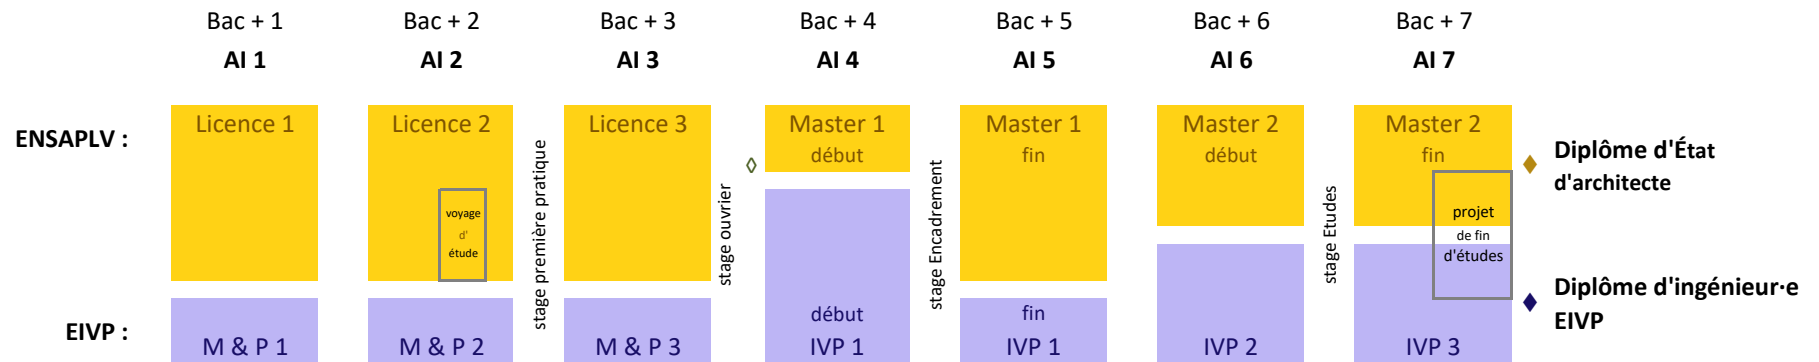 Bac + 1
Bac + 2
Bac + 3
Bac + 4
Bac + 5
Bac + 6
Bac + 7
AI 1
AI 2
AI 3
AI 4
AI 5
AI 6
AI 7
ENSAPLV :
Licence 1
Licence 2
Licence 3
Master 1
début
Master 1
fin
Master 2
début
Master 2
fin
voyage
d'
étude
stage première pratique
stage ouvrier
stage Encadrement
stage Etudes
projet
de fin
d'études
Diplôme d'État
d'architecte
EIVP :
M & P 1
M & P 2
M & P 3
début
IVP 1
fin
IVP 1
IVP 2
IVP 3
Diplôme d'ingénieur·e
EIVP